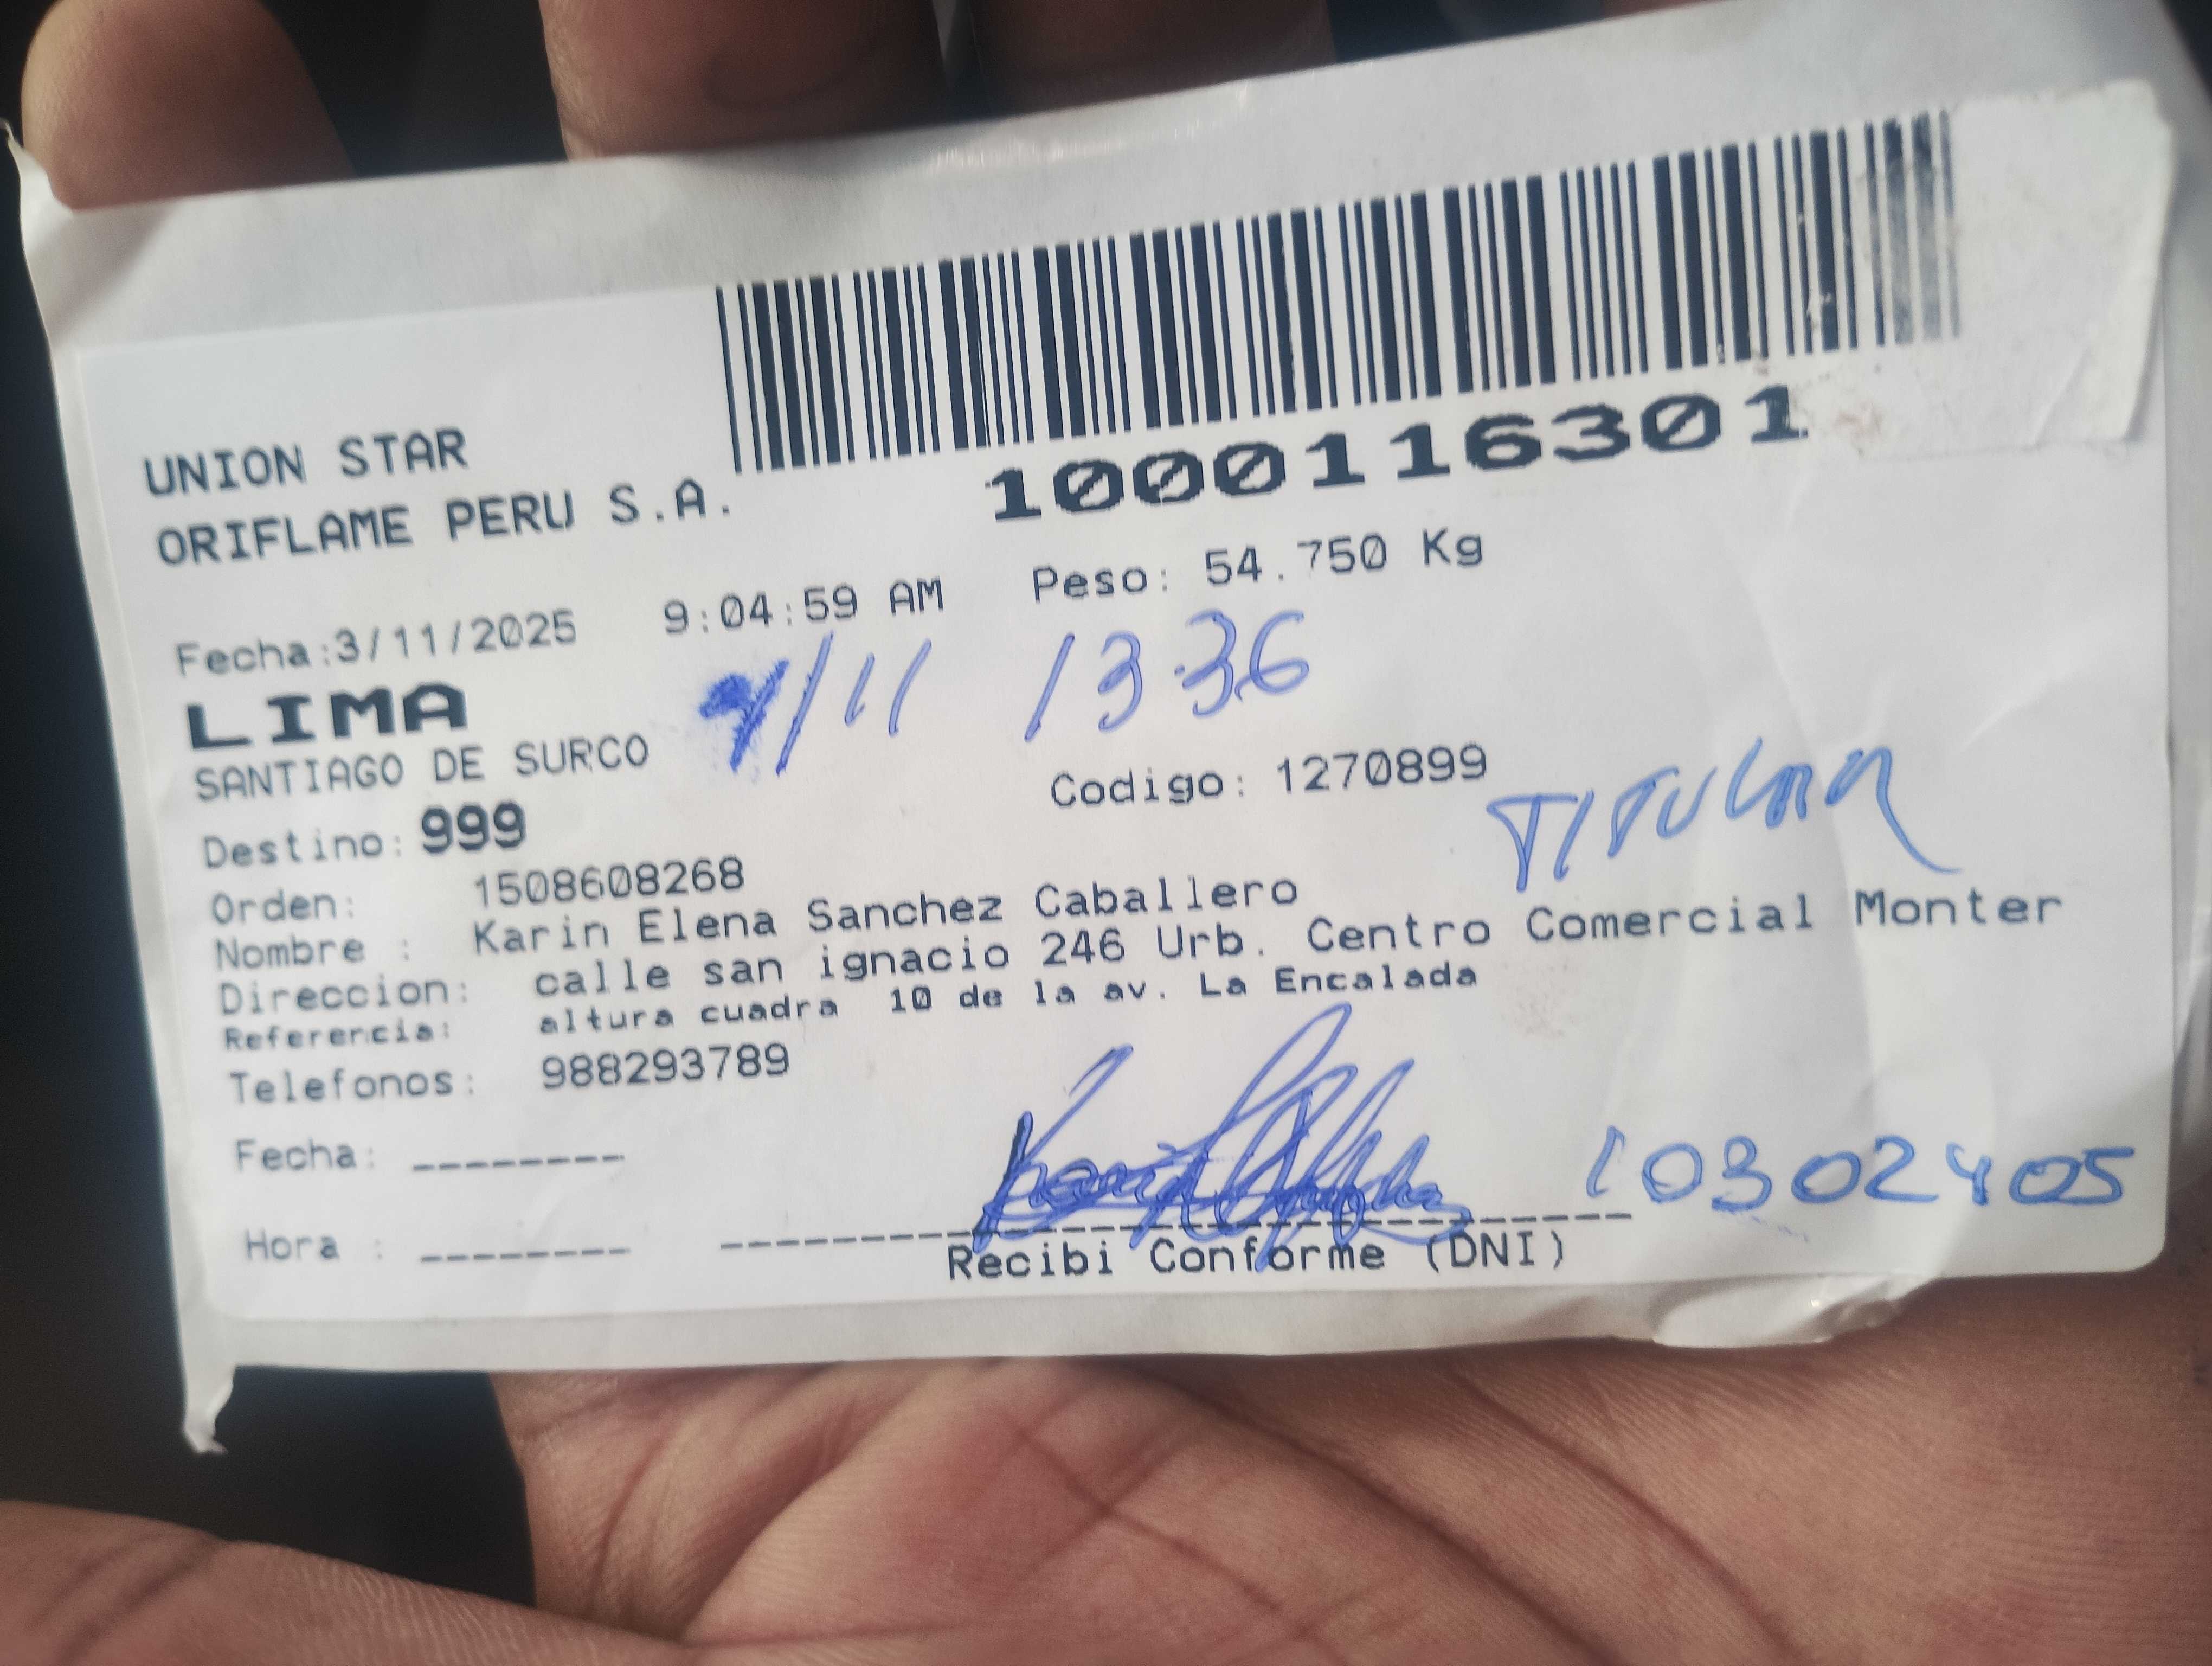 1000116301
UNION STAR
ORIFLAME PERU S.A.
Fecha:3/11/2025 9:04:59 AM Peso: 54.750 Kg
LIMA
/11 13:36
SANTIAGO DE SURCO
Codigo: 1270899
Destino: 999
TITULAR
Orden: 1508608268
Nombre : Karin Elena Sanchez Caballero
Direccion: calle san ignacio 246 Urb. Centro Comercial Monter
Referencia: altura cuadra 10 de la av. La Encalada
Telefonos: 988293789
Fecha: --------
10302405
Hora : --------
Recibi Conforme (DNI)